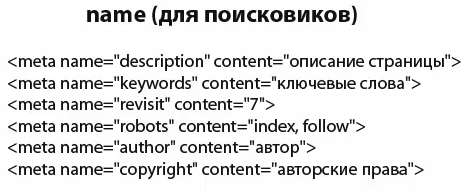 name (для поисковиков)
<meta name="description" content="описание страницы">
<meta name="keywords" content="ключевые слова">
<meta name="revisit" content="7">
<meta name="robots" content="index, follow">
<meta name="author" content="автор">
<meta name="copyright" content="авторские права">